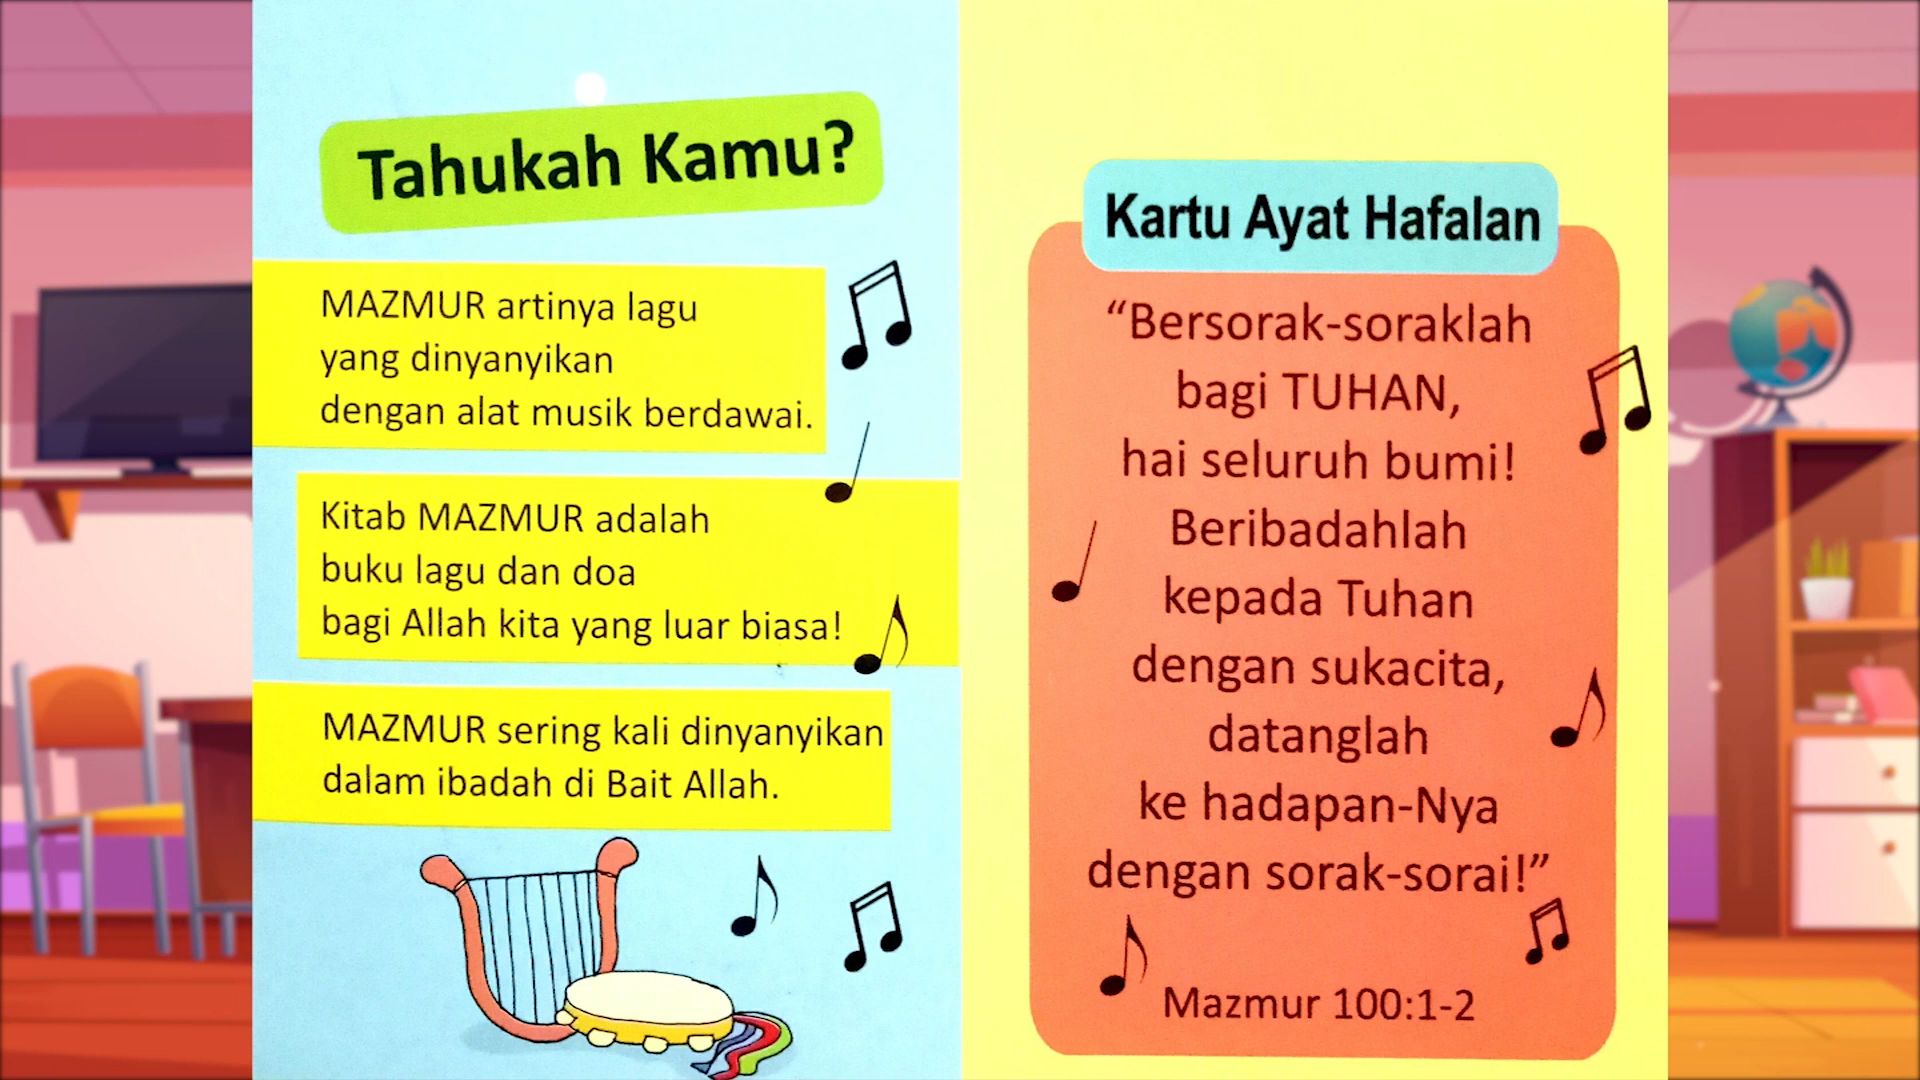 Tahukah Kamu?
MAZMUR artinya lagu
yang dinyanyikan
dengan alat musik berdawai.
Kitab MAZMUR adalah
buku lagu dan doa
bagi Allah kita yang luar biasa!
MAZMUR sering kali dinyanyikan
dalam ibadah di Bait Allah.
Kartu Ayat Hafalan
“Bersorak-soraklah
bagi TUHAN,
hai seluruh bumi!
Beribadahlah
kepada Tuhan
dengan sukacita,
datanglah
ke hadapan-Nya
dengan sorak-sorai!”
Mazmur 100:1-2